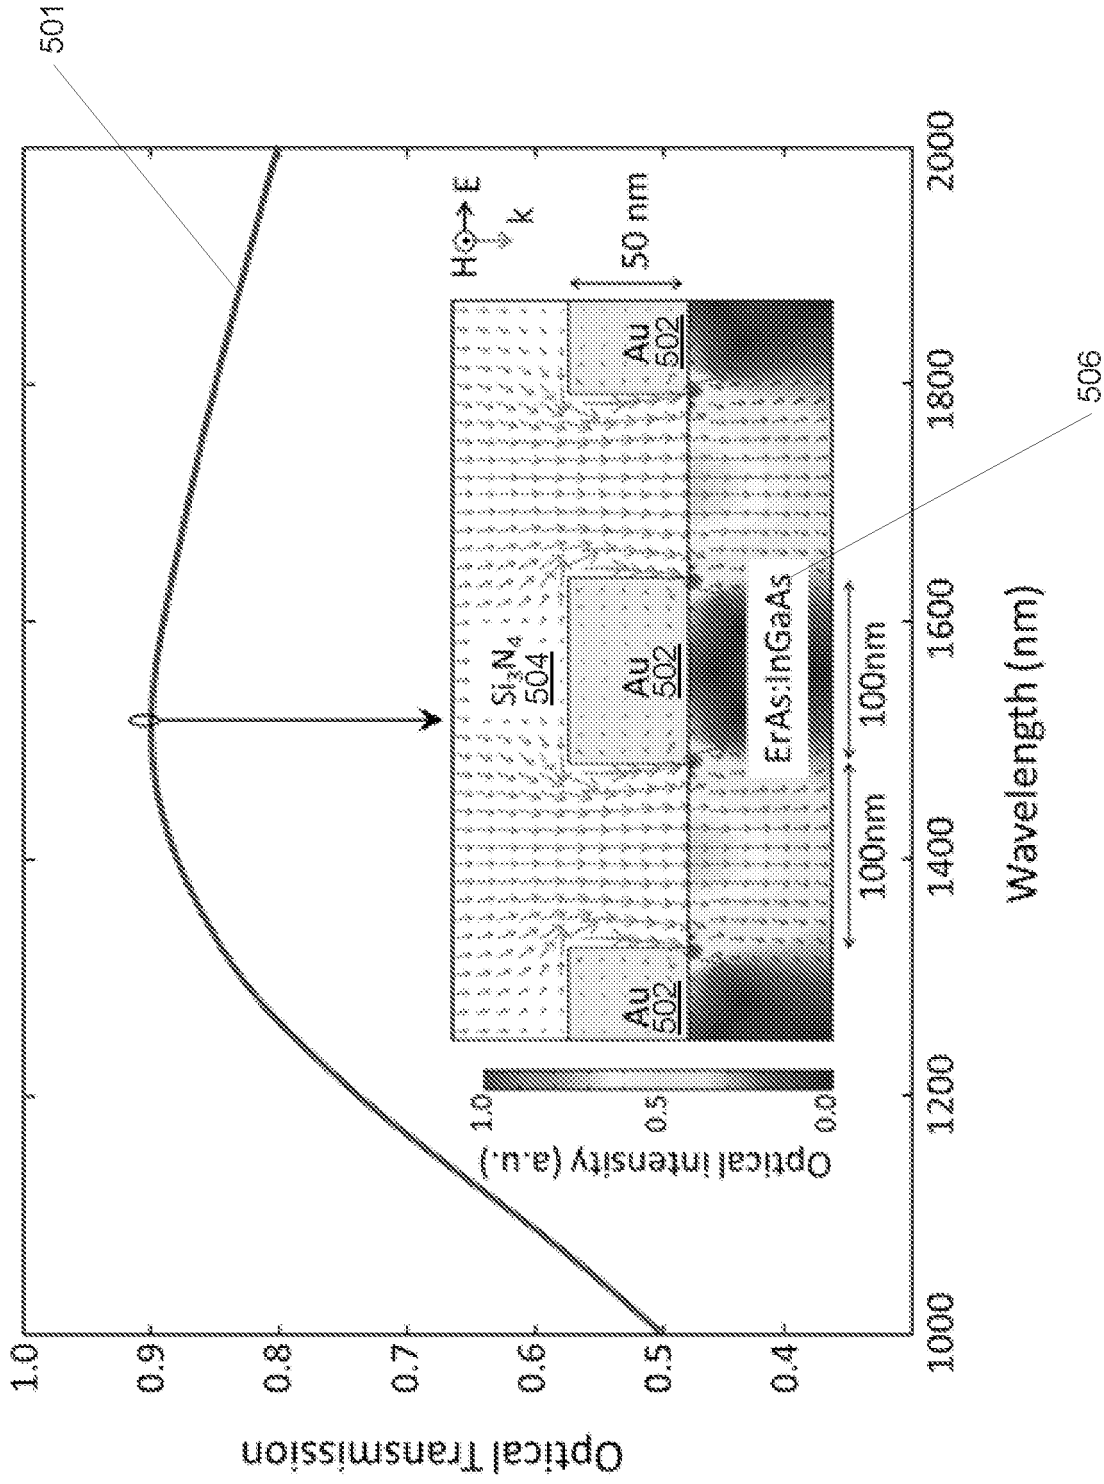 501
1.0
0.9
0.8
0.7
0.6
0.5
0.4
Optical Transmission
H E
k
Si₃N₄
504
Au
502
Au
502
Au
502
50 nm
ErAs:InGaAs
506
100nm
100nm
1.0
0.5
0.0
Optical intensity (a.u.)
1000
1200
1400
1600
1800
2000
Wavelength (nm)